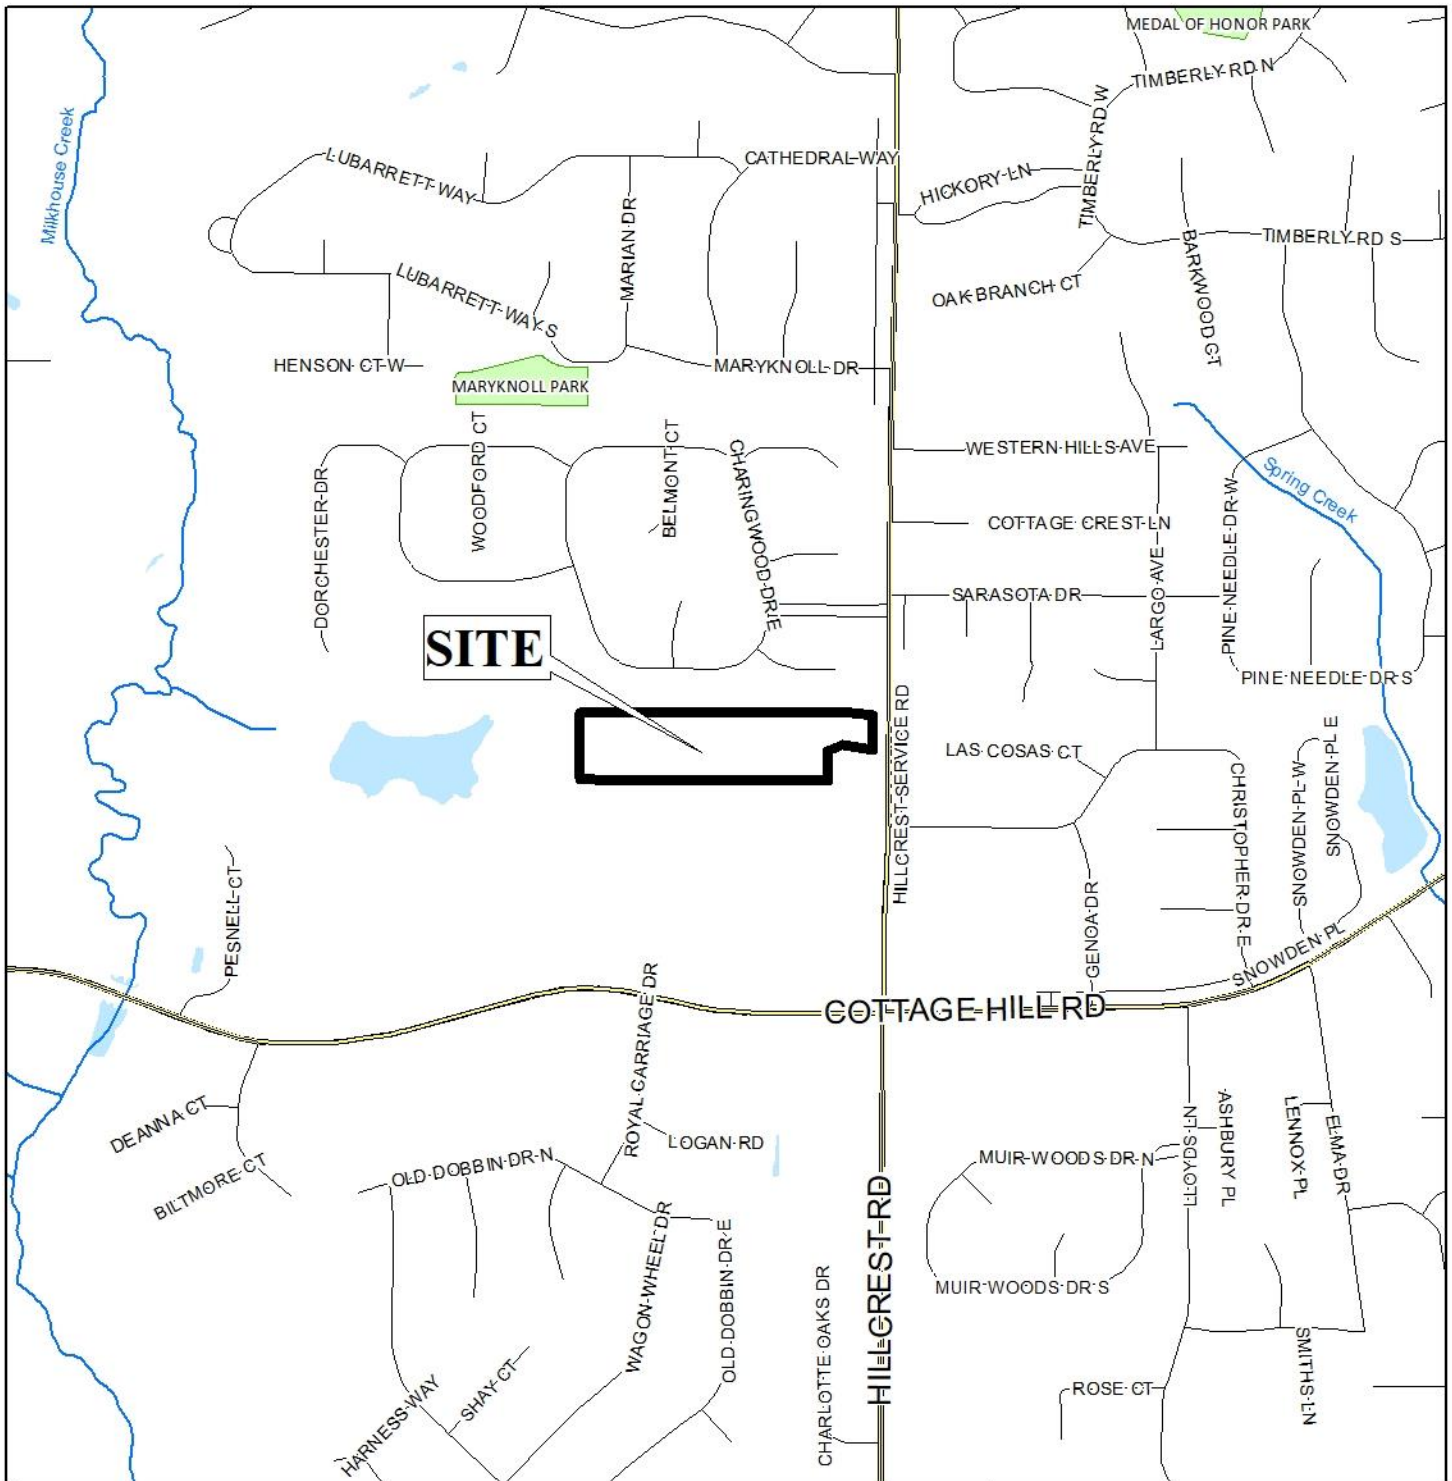 MEDAL OF HONOR PARK
TIMBERLY RD N
Milkhouse Creek
LUBARRETT WAY
CATHEDRAL WAY
HICKORY LN
TIMBERLY RD W
MARIAN DR
BARKWOOD CT
TIMBERLY RD S
LUBARRETT WAY S
OAK BRANCH CT
HENSON CT W
MARYKNOLL PARK
MARYKNOLL DR
WOODFORD CT
BELMONT CT
CHARINGWOOD DR E
WESTERN HILLS AVE
Spring Creek
DORCHESTER DR
COTTAGE CREST LN
PINE NEEDLE DR W
LARGO AVE
SARASOTA DR
SITE
PINE NEEDLE DR S
HILLCREST SERVICE RD
LAS COSAS CT
CHRISTOPHER DR E
SNOWDEN PL W
SNOWDEN PL E
PESNELL CT
GENOA DR
SNOWDEN PL
ROYAL CARRIAGE DR
COTTAGE HILL RD
DEANNA CT
LOGAN RD
LLOYDS LN
ASHBURY PL
LENNOX PL
ELMA DR
BILTMORE CT
OLD DOBBIN DR N
MUIR WOODS DR N
WAGON WHEEL DR
OLD DOBBIN DR E
HILLCREST RD
MUIR WOODS DR S
CHARLOTTE OAKS DR
SMITHS LN
HARNESS WAY
SHAY CT
ROSE CT